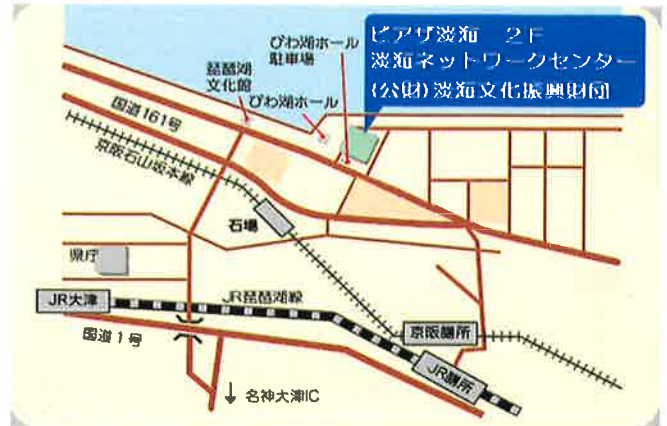 ピアザ淡海　2F
淡海ネットワークセンター
(公財)淡海文化振興財団
びわ湖ホール
駐車場
琵琶湖
文化館
びわ湖ホール
国道161号
京阪石山坂本線
石場
県庁
JR大津
JR琵琶湖線
国道1号
京阪膳所
JR膳所
↓ 名神大津IC